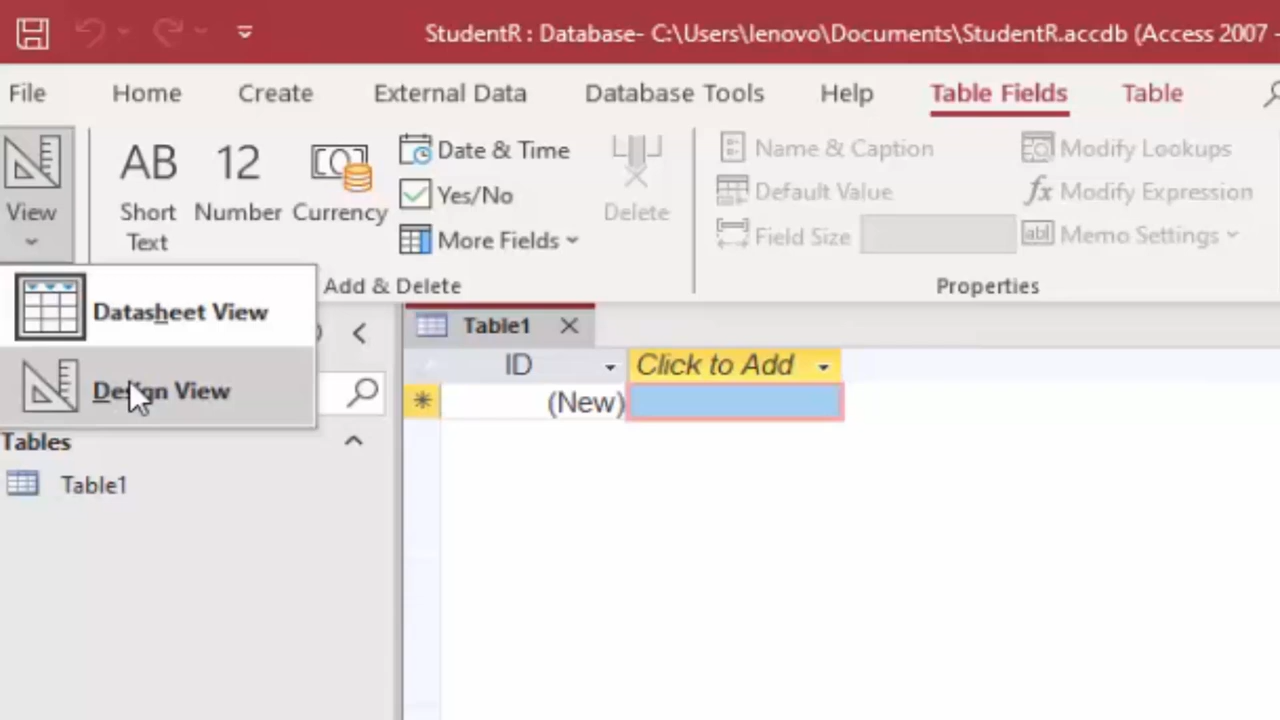 StudentR : Database- C:\Users\lenovo\Documents\StudentR.accdb (Access 2007 -
File Home Create External Data Database Tools Help Table Fields Table
View
AB
Short
Text
12
Number
Currency
Date & Time
Yes/No
More Fields
Delete
Name & Caption
Default Value
Field Size
Modify Lookups
fx Modify Expression
abl Memo Settings
Add & Delete
Properties
Datasheet View
Design View
Tables
Table1
Table1
ID Click to Add
* (New)